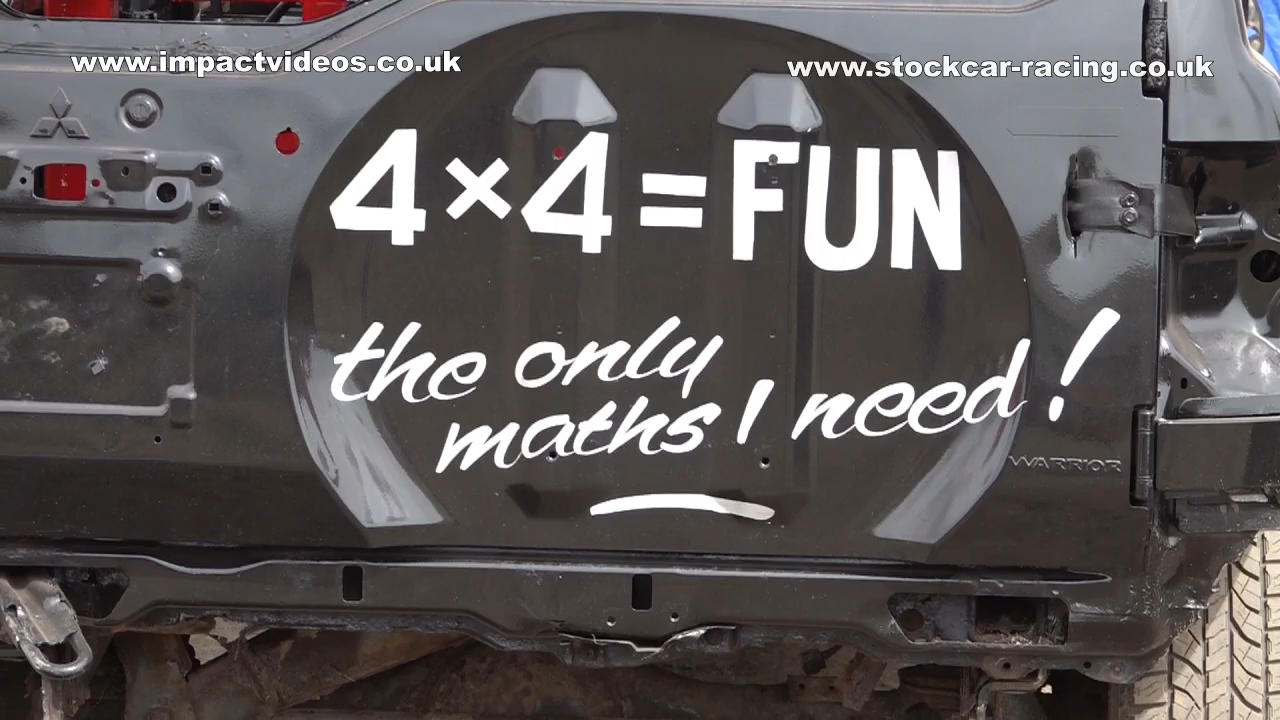 www.impactvideos.co.uk
www.stockcar-racing.co.uk
4×4=FUN
the only
maths I need!
WARRIOR